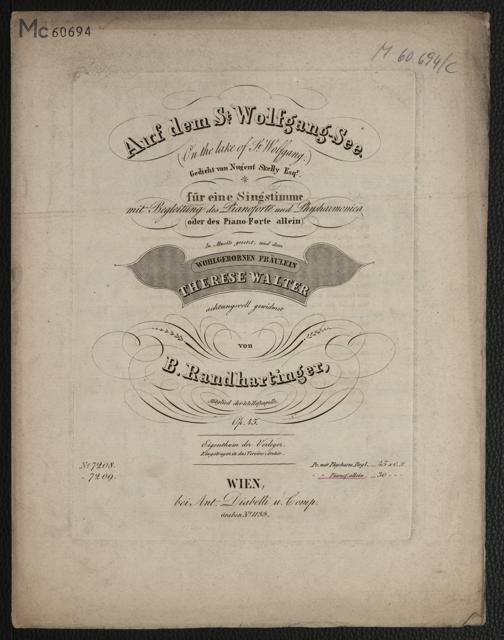 Mc 60694
M 60.694/c
Auf dem St Wolfgang-See.
(On the lake of St Wolfgang.)
Gedicht von Nugent Skelly Esqr.
für eine Singstimme
mit Begleitung des Pianoforte und Physharmonica
(oder des Piano-Forte allein)
In Musik gesetzt, und dem
WOHLGEBORNEN FRÄULEIN
THERESE WALTER
achtungsvoll gewidmet
von
B. Randhartinger,
Mitglied der k.k. Hofkapelle.
Op. 45.
Eigenthum der Verleger.
Eingetragen in das Vereins-Archiv.
No 7208. Pr. mit Physharm. Begl. 45 x C.M.
- 7209. - - Pianof. allein. - 30 - - -
WIEN,
bei Ant. Diabelli u. Comp.
Graben No 1133.